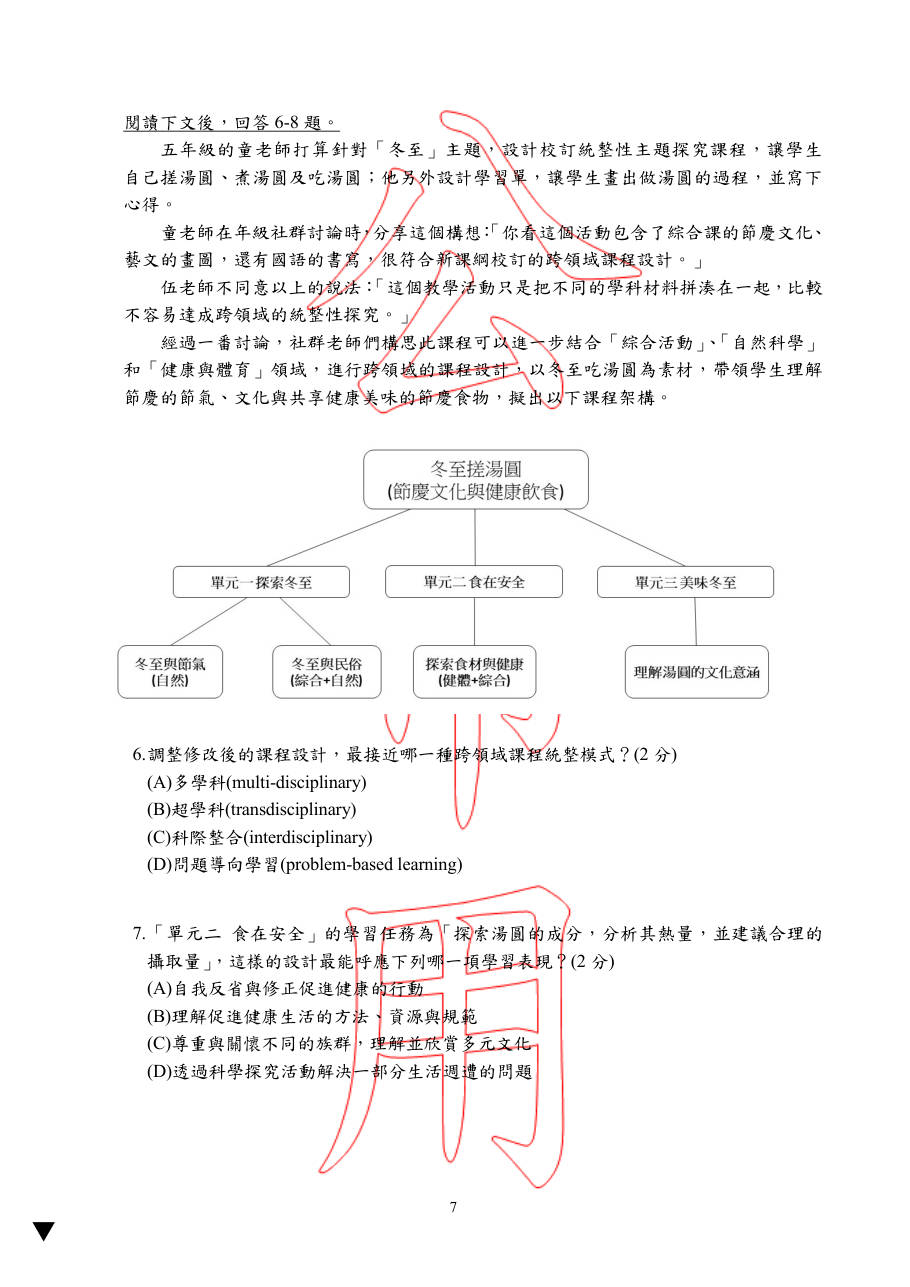 閱讀下文後，回答 6-8 題。
五年級的童老師打算針對「冬至」主題，設計校訂統整性主題探究課程，讓學生
自己搓湯圓、煮湯圓及吃湯圓；他另外設計學習單，讓學生畫出做湯圓的過程，並寫下
心得。
童老師在年級社群討論時，分享這個構想：「你看這個活動包含了綜合課的節慶文化、
藝文的畫圖，還有國語的書寫，很符合新課綱校訂的跨領域課程設計。」
伍老師不同意以上的說法：「這個教學活動只是把不同的學科材料拼湊在一起，比較
不容易達成跨領域的統整性探究。」
經過一番討論，社群老師們構思此課程可以進一步結合「綜合活動」、「自然科學」
和「健康與體育」領域，進行跨領域的課程設計，以冬至吃湯圓為素材，帶領學生理解
節慶的節氣、文化與共享健康美味的節慶食物，擬出以下課程架構。
冬至搓湯圓
(節慶文化與健康飲食)
單元一 探索冬至
單元二 食在安全
單元三 美味冬至
冬至與節氣
(自然)
冬至與民俗
(綜合+自然)
探索食材與健康
(健體+綜合)
理解湯圓的文化意涵
6.調整修改後的課程設計，最接近哪一種跨領域課程統整模式？(2 分)
(A)多學科(multi-disciplinary)
(B)超學科(transdisciplinary)
(C)科際整合(interdisciplinary)
(D)問題導向學習(problem-based learning)
7.「單元二 食在安全」的學習任務為「探索湯圓的成分，分析其熱量，並建議合理的
攝取量」，這樣的設計最能呼應下列哪一項學習表現？(2 分)
(A)自我反省與修正促進健康的行動
(B)理解促進健康生活的方法、資源與規範
(C)尊重與關懷不同的族群，理解並欣賞多元文化
(D)透過科學探究活動解決一部分生活週遭的問題
7